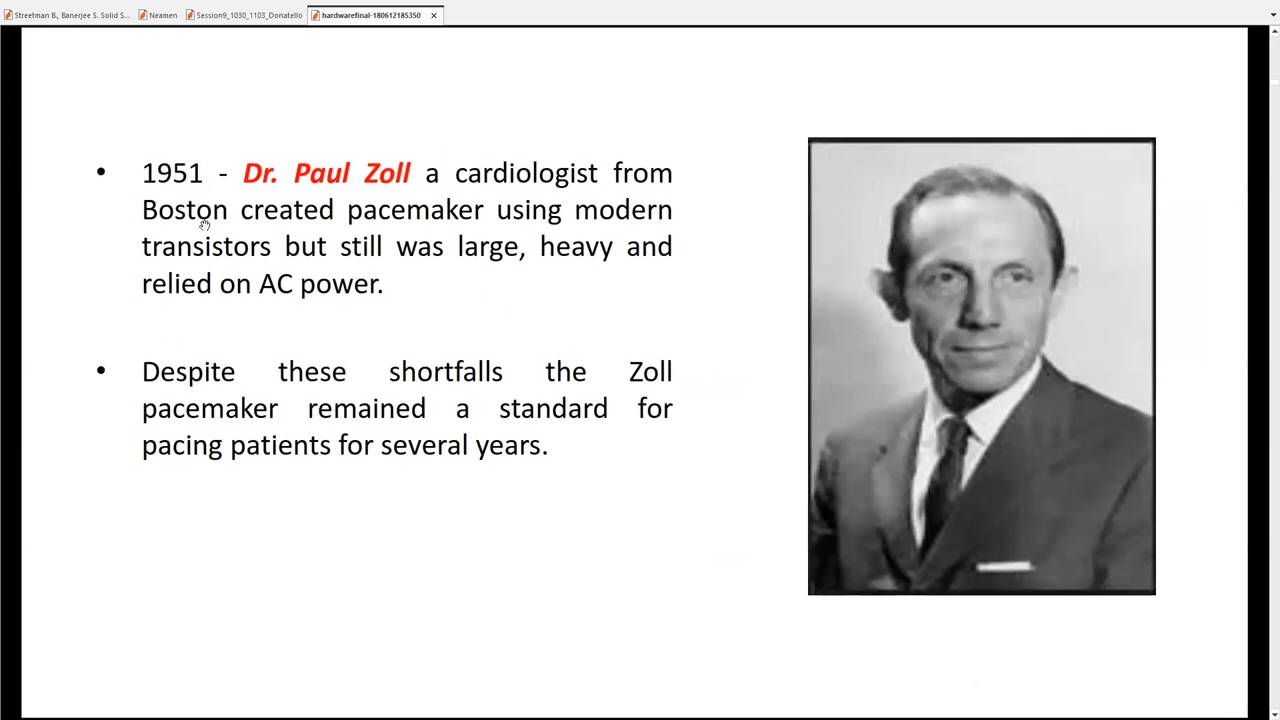 Streetman B., Banerjee S. Solid S...
Neamen
Session9_1030_1103_Donatello
hardwarefinal-180612185350
• 1951 - Dr. Paul Zoll a cardiologist from
Boston created pacemaker using modern
transistors but still was large, heavy and
relied on AC power.
• Despite these shortfalls the Zoll
pacemaker remained a standard for
pacing patients for several years.